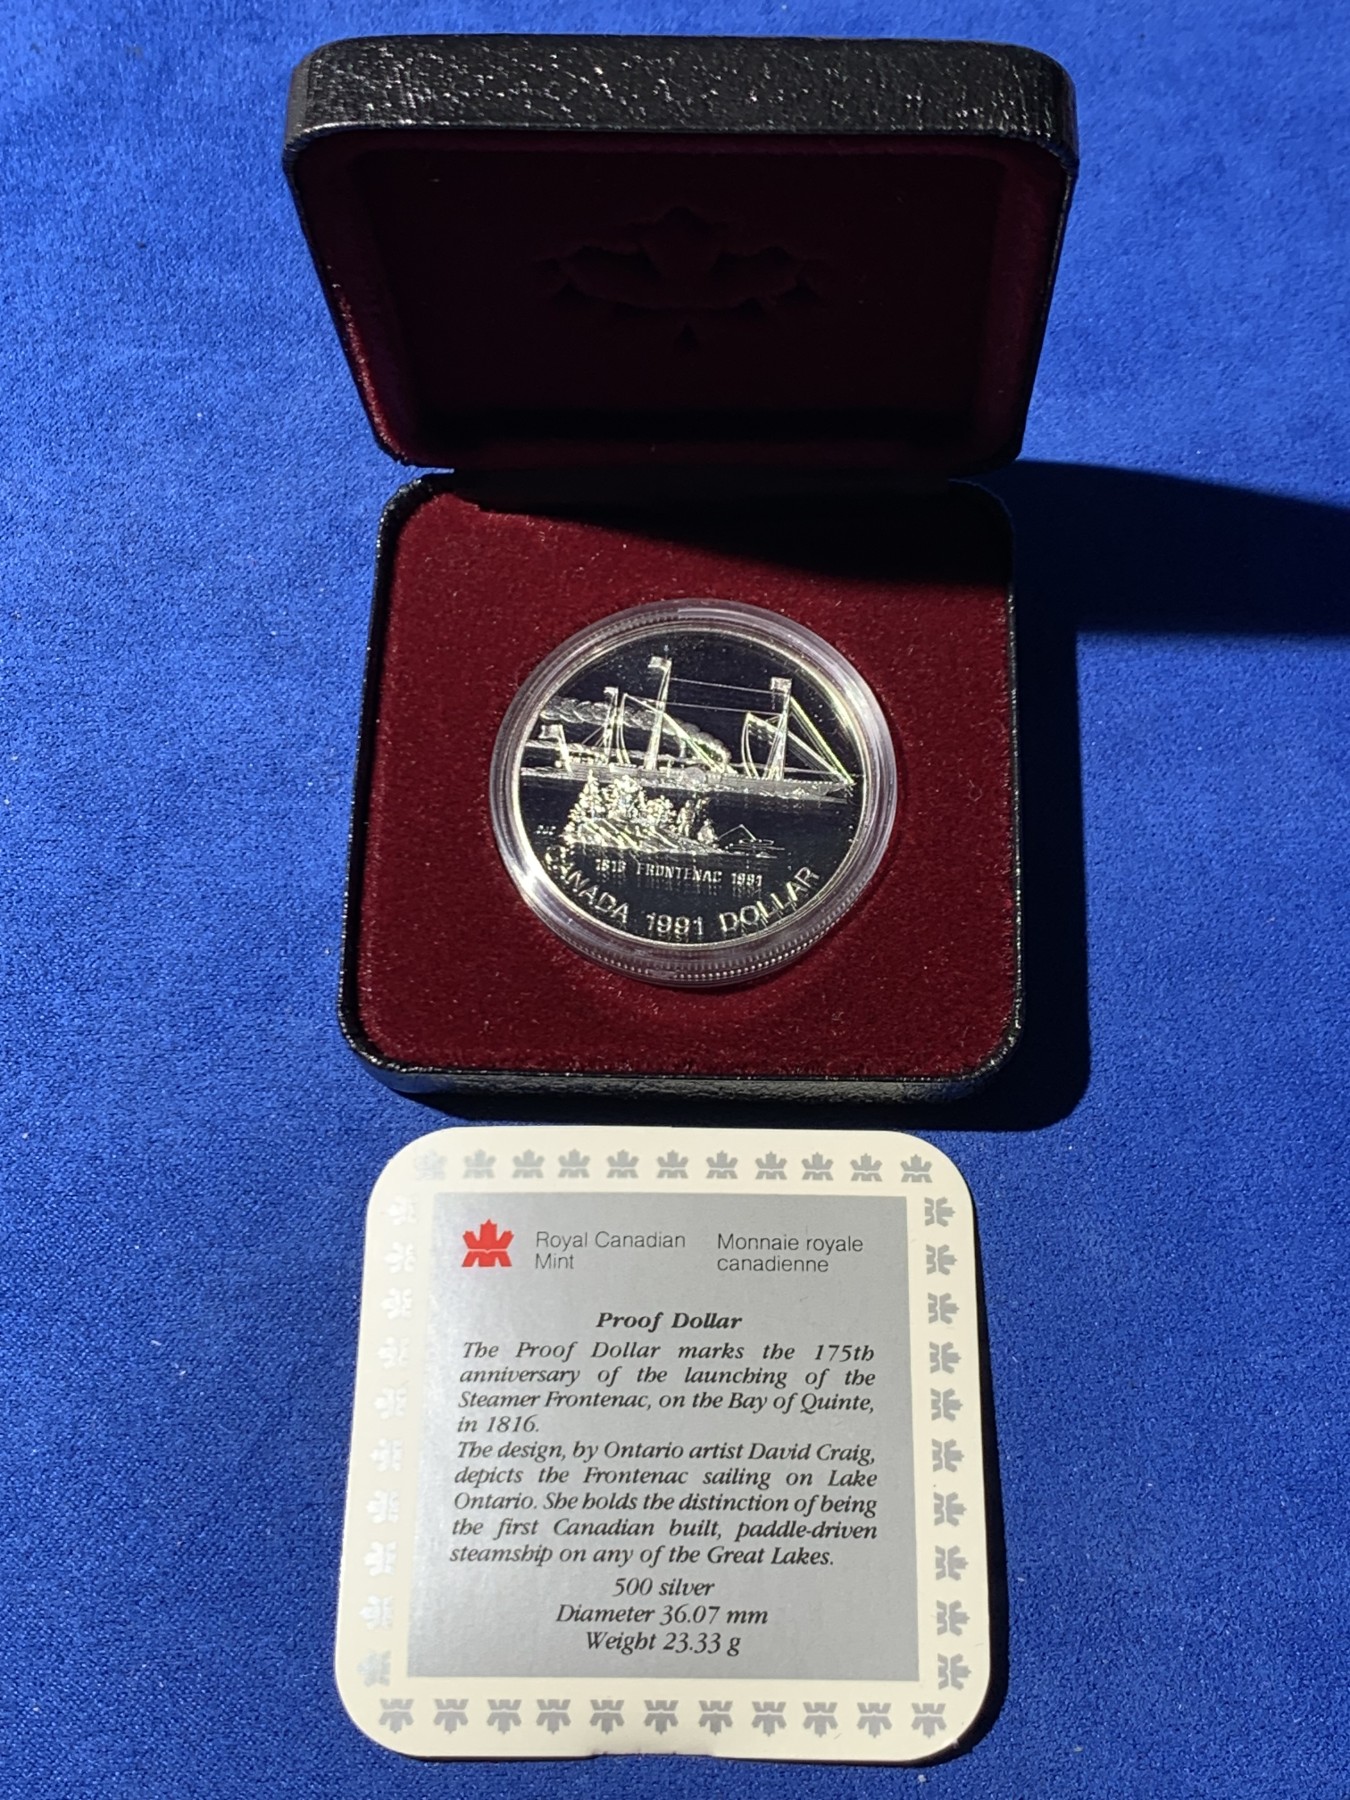 1816 FRONTENAC 1991
CANADA 1991 DOLLAR
Royal Canadian Mint
Monnaie royale canadienne
Proof Dollar
The Proof Dollar marks the 175th
anniversary of the launching of the
Steamer Frontenac, on the Bay of Quinte,
in 1816.
The design, by Ontario artist David Craig,
depicts the Frontenac sailing on Lake
Ontario. She holds the distinction of being
the first Canadian built, paddle-driven
steamship on any of the Great Lakes.
500 silver
Diameter 36.07 mm
Weight 23.33 g